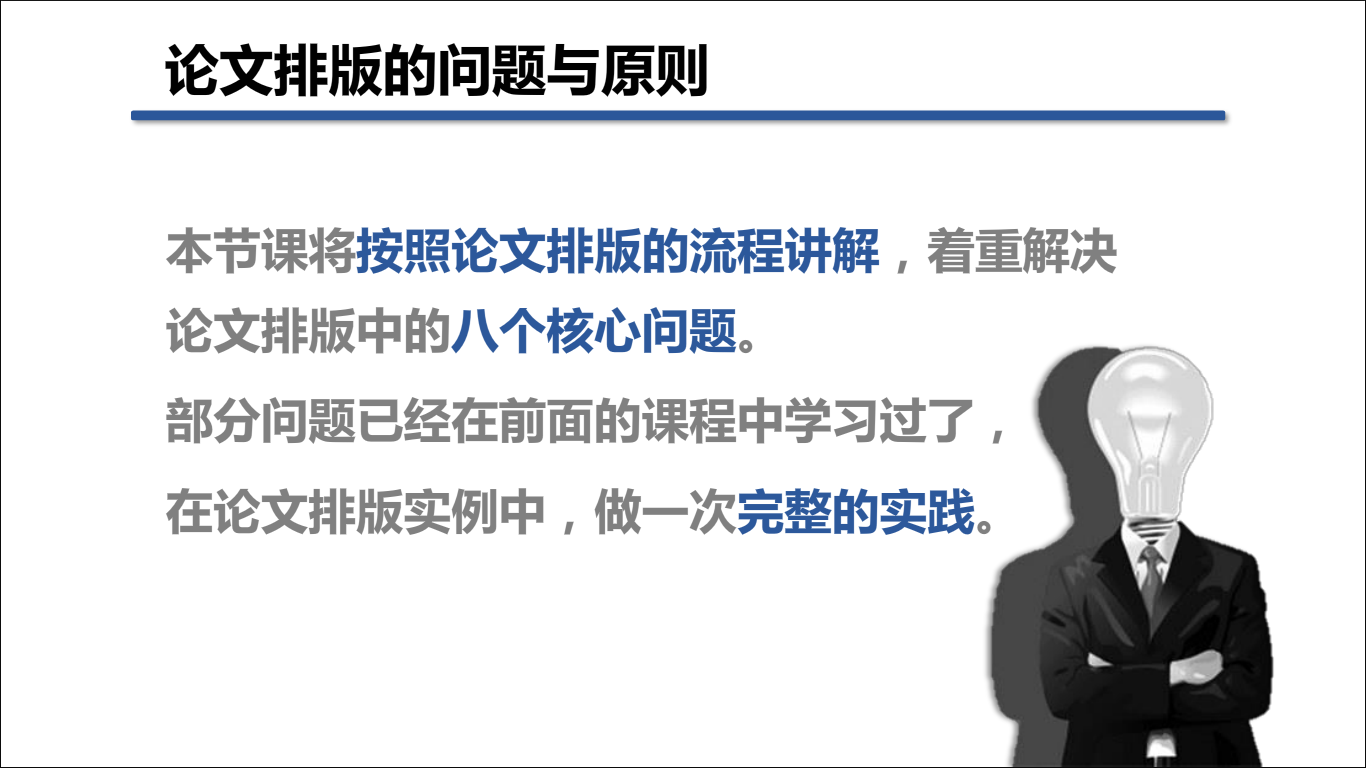 论文排版的问题与原则
本节课将按照论文排版的流程讲解，着重解决
论文排版中的八个核心问题。
部分问题已经在前面的课程中学习过了，
在论文排版实例中，做一次完整的实践。